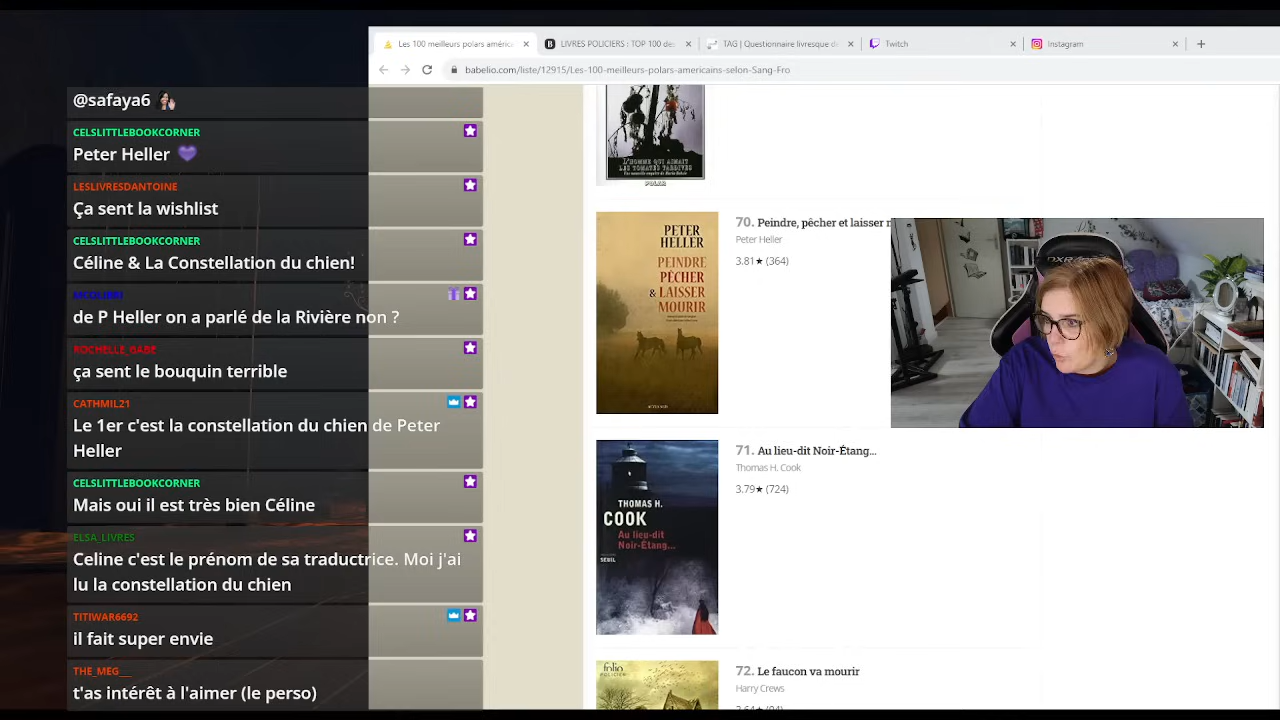 Les 100 meilleurs polars améric
LIVRES POLICIERS : TOP 100 des
TAG | Questionnaire livresque d
Twitch
Instagram
babelio.com/liste/12915/Les-100-meilleurs-polars-americains-selon-Sang-Fro
@safaya6
CELSLITTLEBOOKCORNER
Peter Heller 💜
LESLIVRESDANTOINE
Ça sent la wishlist
CELSLITTLEBOOKCORNER
Céline & La Constellation du chien!
de P Heller on a parlé de la Rivière non ?
ROCHELLE_GABE
ça sent le bouquin terrible
CATHMIL21
Le 1er c'est la constellation du chien de Peter
Heller
CELSLITTLEBOOKCORNER
Mais oui il est très bien Céline
ELSA_LIVRES
Celine c'est le prénom de sa traductrice. Moi j'ai
lu la constellation du chien
TITIWAR6692
il fait super envie
THE_MEG__
t'as intérêt à l'aimer (le perso)
L'HOMME QUI AIMAIT
LES TOMATES TARDIVES
POLAR
PETER
HELLER
PEINDRE
PÊCHER
& LAISSER
MOURIR
ACTES SUD
70. Peindre, pêcher et laisser
Peter Heller
3.81★ (364)
THOMAS H.
COOK
Au lieu-dit
Noir-Étang...
SEUIL
71. Au lieu-dit Noir-Étang...
Thomas H. Cook
3.79★ (724)
folio
POLICIER
72. Le faucon va mourir
Harry Crews
DXR